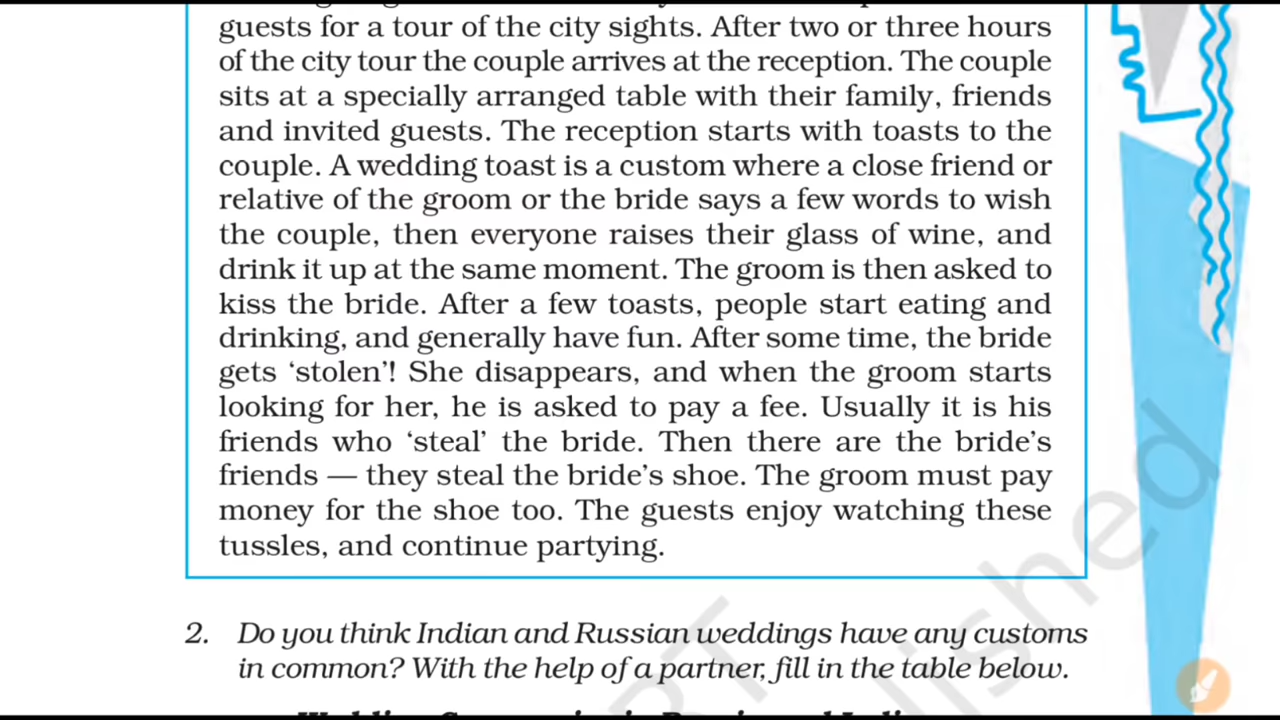 guests for a tour of the city sights. After two or three hours
of the city tour the couple arrives at the reception. The couple
sits at a specially arranged table with their family, friends
and invited guests. The reception starts with toasts to the
couple. A wedding toast is a custom where a close friend or
relative of the groom or the bride says a few words to wish
the couple, then everyone raises their glass of wine, and
drink it up at the same moment. The groom is then asked to
kiss the bride. After a few toasts, people start eating and
drinking, and generally have fun. After some time, the bride
gets ‘stolen’! She disappears, and when the groom starts
looking for her, he is asked to pay a fee. Usually it is his
friends who ‘steal’ the bride. Then there are the bride’s
friends — they steal the bride’s shoe. The groom must pay
money for the shoe too. The guests enjoy watching these
tussles, and continue partying.
2. Do you think Indian and Russian weddings have any customs
in common? With the help of a partner, fill in the table below.